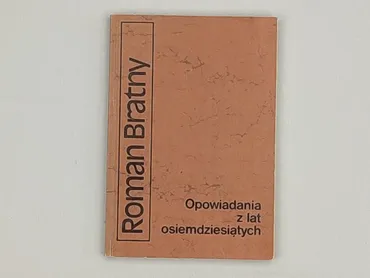 Roman Bratny
Opowiadania
z lat
osiemdziesiątych